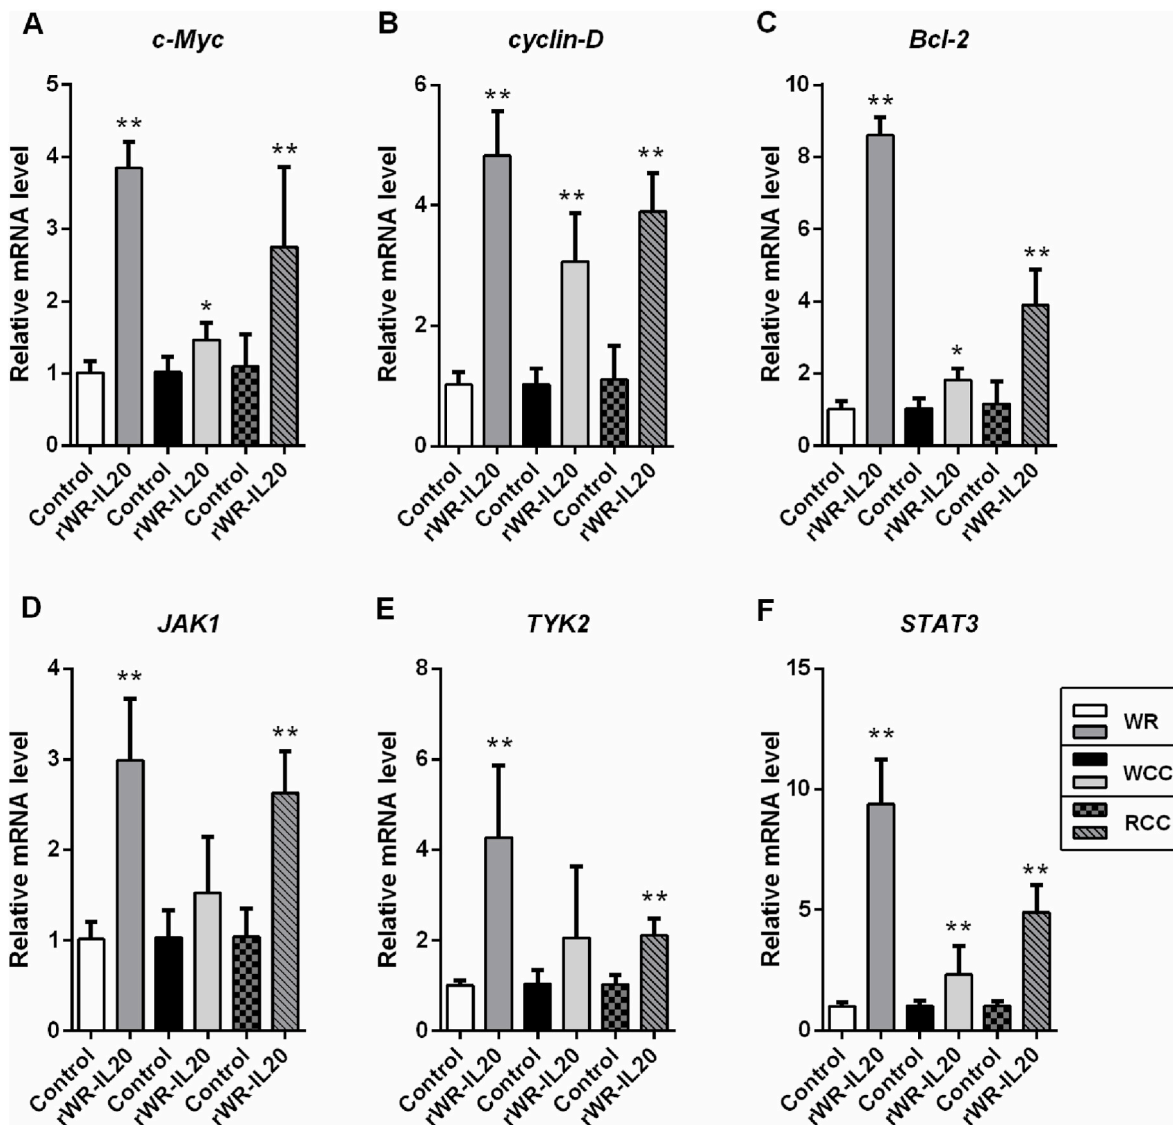 A
c-Myc
Relative mRNA level
5
4
3
2
1
0
**
*
**
Control
rWR-IL20
Control
rWR-IL20
Control
rWR-IL20
B
cyclin-D
Relative mRNA level
6
4
2
0
**
**
**
Control
rWR-IL20
Control
rWR-IL20
Control
rWR-IL20
C
Bcl-2
Relative mRNA level
10
8
6
4
2
0
**
*
**
Control
rWR-IL20
Control
rWR-IL20
Control
rWR-IL20
D
JAK1
Relative mRNA level
4
3
2
1
0
**
**
Control
rWR-IL20
Control
rWR-IL20
Control
rWR-IL20
E
TYK2
Relative mRNA level
8
6
4
2
0
**
**
Control
rWR-IL20
Control
rWR-IL20
Control
rWR-IL20
F
STAT3
Relative mRNA level
15
10
5
0
**
**
**
Control
rWR-IL20
Control
rWR-IL20
Control
rWR-IL20
WR
WCC
RCC